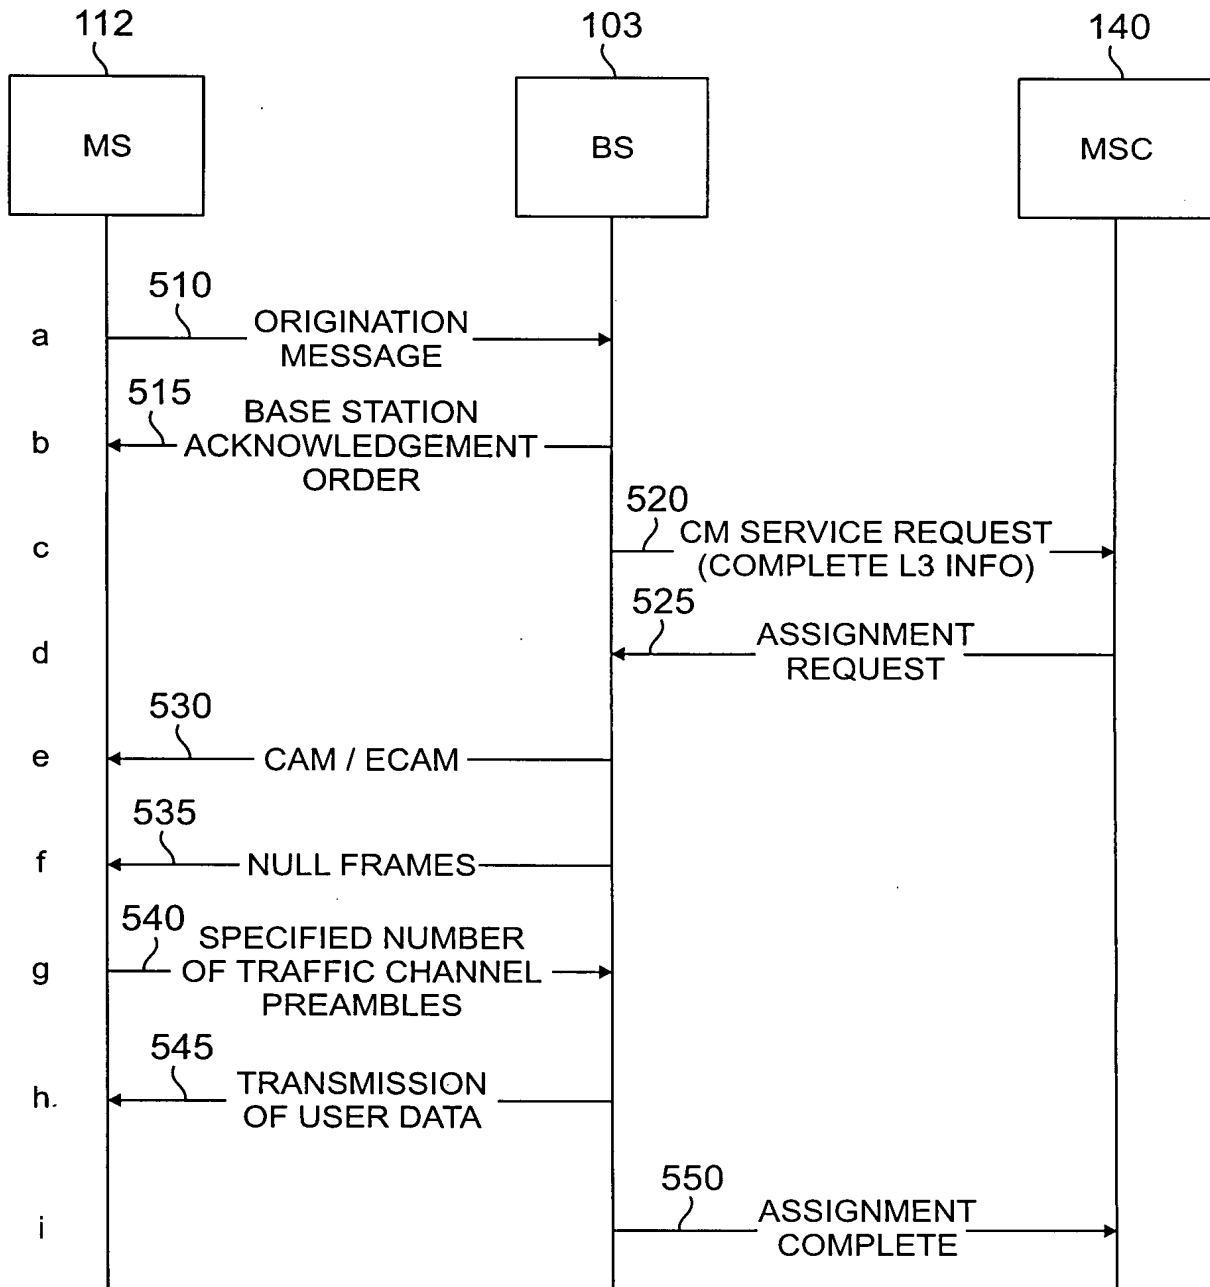 112
103
140
MS
BS
MSC
510
a
ORIGINATION
MESSAGE
515
b
BASE STATION
ACKNOWLEDGEMENT
ORDER
520
c
CM SERVICE REQUEST
(COMPLETE L3 INFO)
525
d
ASSIGNMENT
REQUEST
530
e
CAM / ECAM
535
f
NULL FRAMES
540
g
SPECIFIED NUMBER
OF TRAFFIC CHANNEL
PREAMBLES
545
h
TRANSMISSION
OF USER DATA
550
i
ASSIGNMENT
COMPLETE